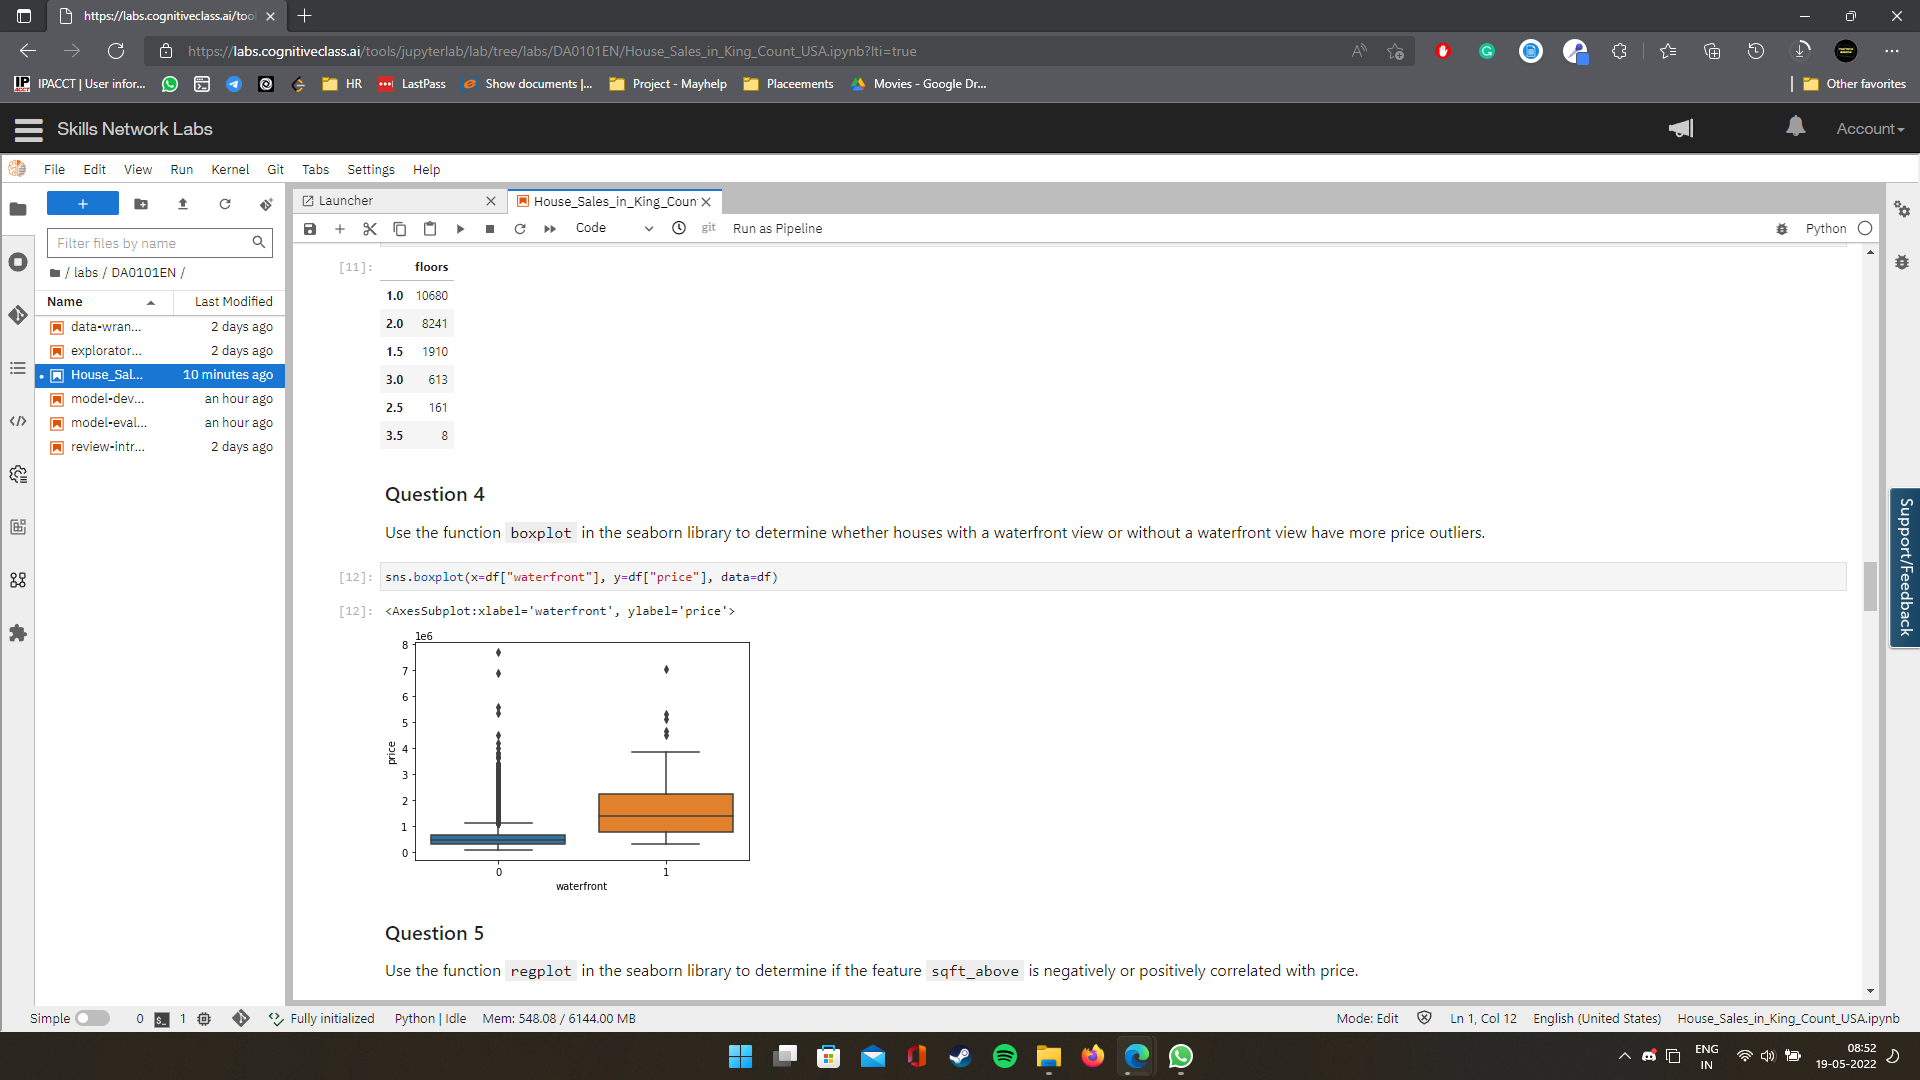 https://labs.cognitiveclass.ai/tool
https://labs.cognitiveclass.ai/tools/jupyterlab/lab/tree/labs/DA0101EN/House_Sales_in_King_Count_USA.ipynb?lti=true
IPACCT | User infor...
HR
LastPass
Show documents |...
Project - Mayhelp
Placeements
Movies - Google Dr...
Other favorites
Skills Network Labs
Account
File Edit View Run Kernel Git Tabs Settings Help
Launcher
House_Sales_in_King_Coun
Code
git
Run as Pipeline
Python
Filter files by name
/ labs / DA0101EN /
Name Last Modified
data-wran... 2 days ago
explorator... 2 days ago
House_Sal... 10 minutes ago
model-dev... an hour ago
model-eval... an hour ago
review-intr... 2 days ago
[11]: floors
1.0 10680
2.0 8241
1.5 1910
3.0 613
2.5 161
3.5 8
Question 4
Use the function boxplot in the seaborn library to determine whether houses with a waterfront view or without a waterfront view have more price outliers.
[12]: sns.boxplot(x=df["waterfront"], y=df["price"], data=df)
[12]: <AxesSubplot:xlabel='waterfront', ylabel='price'>
1e6
8
7
6
5
4
3
2
1
0
price
0 1
waterfront
Question 5
Use the function regplot in the seaborn library to determine if the feature sqft_above is negatively or positively correlated with price.
Support/Feedback
Simple 0 1 Fully initialized Python | Idle Mem: 548.08 / 6144.00 MB
Mode: Edit Ln 1, Col 12 English (United States) House_Sales_in_King_Count_USA.ipynb
ENG
IN
08:52
19-05-2022